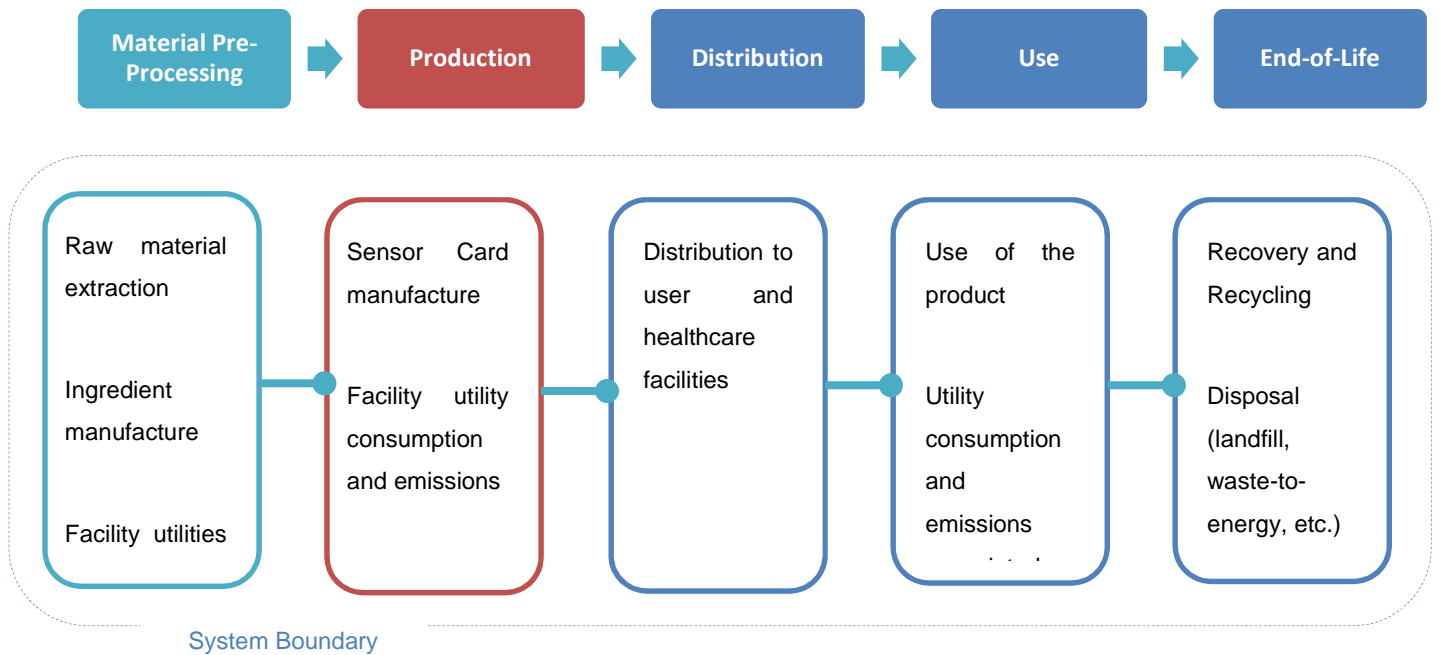 Material Pre-
Processing
Production
Distribution
Use
End-of-Life
Raw material
extraction
Ingredient
manufacture
Facility utilities
Sensor Card
manufacture
Facility utility
consumption
and emissions
Distribution to
user and
healthcare
facilities
Use of the
product
Utility
consumption
and
emissions
Recovery and
Recycling
Disposal
(landfill,
waste-to-
energy, etc.)
System Boundary